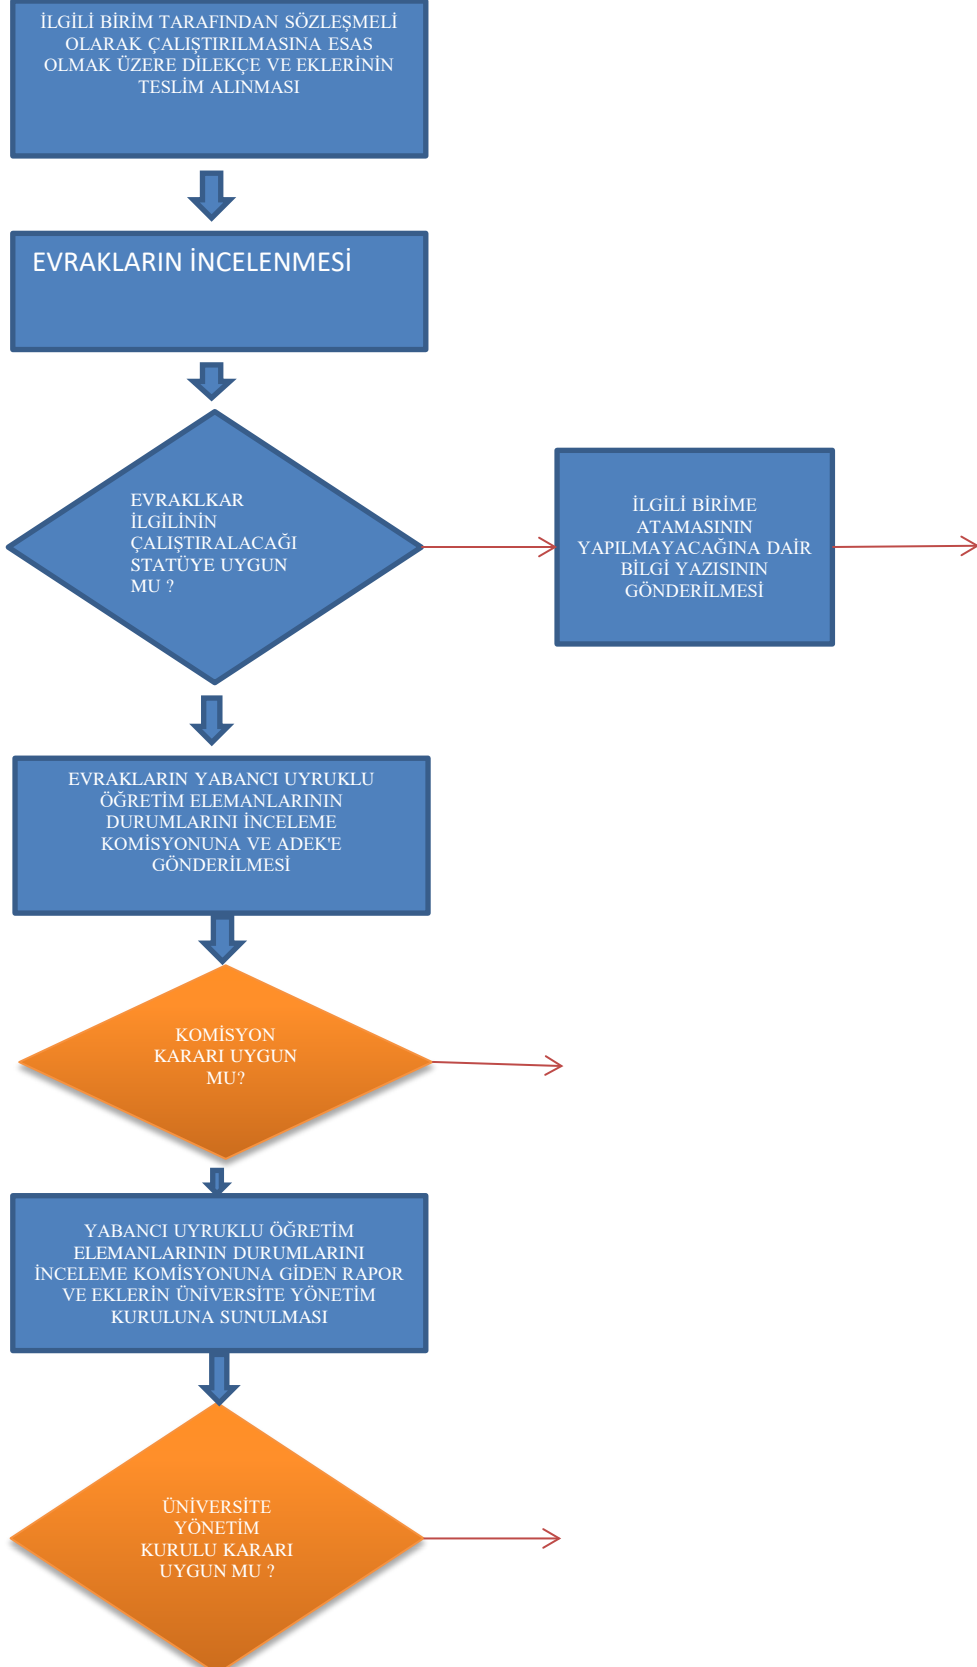 İLGİLİ BİRİM TARAFINDAN SÖZLEŞMELİ
OLARAK ÇALIŞTIRILMASINA ESAS
OLMAK ÜZERE DİLEKÇE VE EKLERİNİN
TESLİM ALINMASI
EVRAKLARIN İNCELENMESİ
EVRAKLKAR
İLGİLİNİN
ÇALIŞTIRALACAĞI
STATÜYE UYGUN
MU ?
İLGİLİ BİRİME
ATAMASININ
YAPILMAYACAĞINA DAİR
BİLGİ YAZISININ
GÖNDERİLMESİ
EVRAKLARIN YABANCI UYRUKLU
ÖĞRETİM ELEMANLARININ
DURUMLARINI İNCELEME
KOMİSYONUNA VE ADEK'E
GÖNDERİLMESİ
KOMİSYON
KARARI UYGUN
MU?
YABANCI UYRUKLU ÖĞRETİM
ELEMANLARININ DURUMLARINI
İNCELEME KOMİSYONUNA GİDEN RAPOR
VE EKLERİN ÜNİVERSİTE YÖNETİM
KURULUNA SUNULMASI
ÜNİVERSİTE
YÖNETİM
KURULU KARARI
UYGUN MU ?